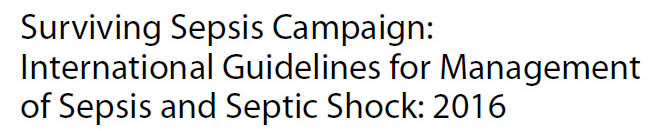 Surviving Sepsis Campaign:
International Guidelines for Management
of Sepsis and Septic Shock: 2016